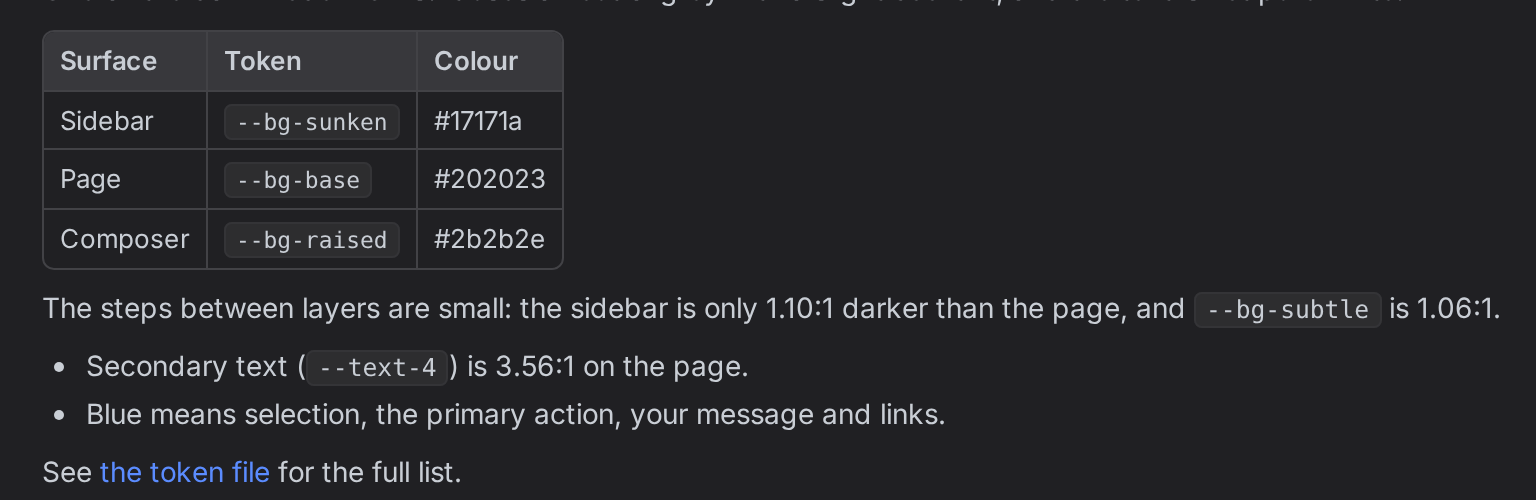 Surface Token Colour
Sidebar --bg-sunken #17171a
Page --bg-base #202023
Composer --bg-raised #2b2b2e
The steps between layers are small: the sidebar is only 1.10:1 darker than the page, and --bg-subtle is 1.06:1.
• Secondary text (--text-4) is 3.56:1 on the page.
• Blue means selection, the primary action, your message and links.
See the token file for the full list.